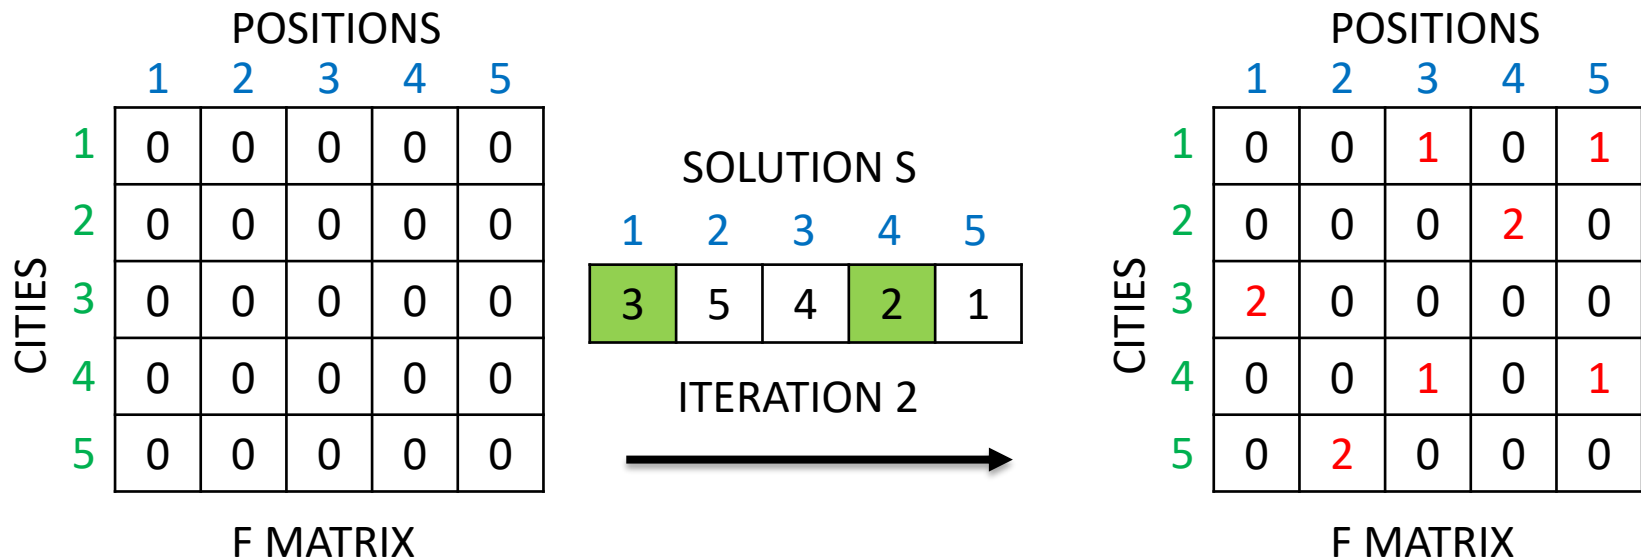 POSITIONS
1 2 3 4 5
CITIES
1 0 0 0 0 0
2 0 0 0 0 0
3 0 0 0 0 0
4 0 0 0 0 0
5 0 0 0 0 0
F MATRIX
SOLUTION S
1 2 3 4 5
3 5 4 2 1
ITERATION 2
POSITIONS
1 2 3 4 5
CITIES
1 0 0 1 0 1
2 0 0 0 2 0
3 2 0 0 0 0
4 0 0 1 0 1
5 0 2 0 0 0
F MATRIX